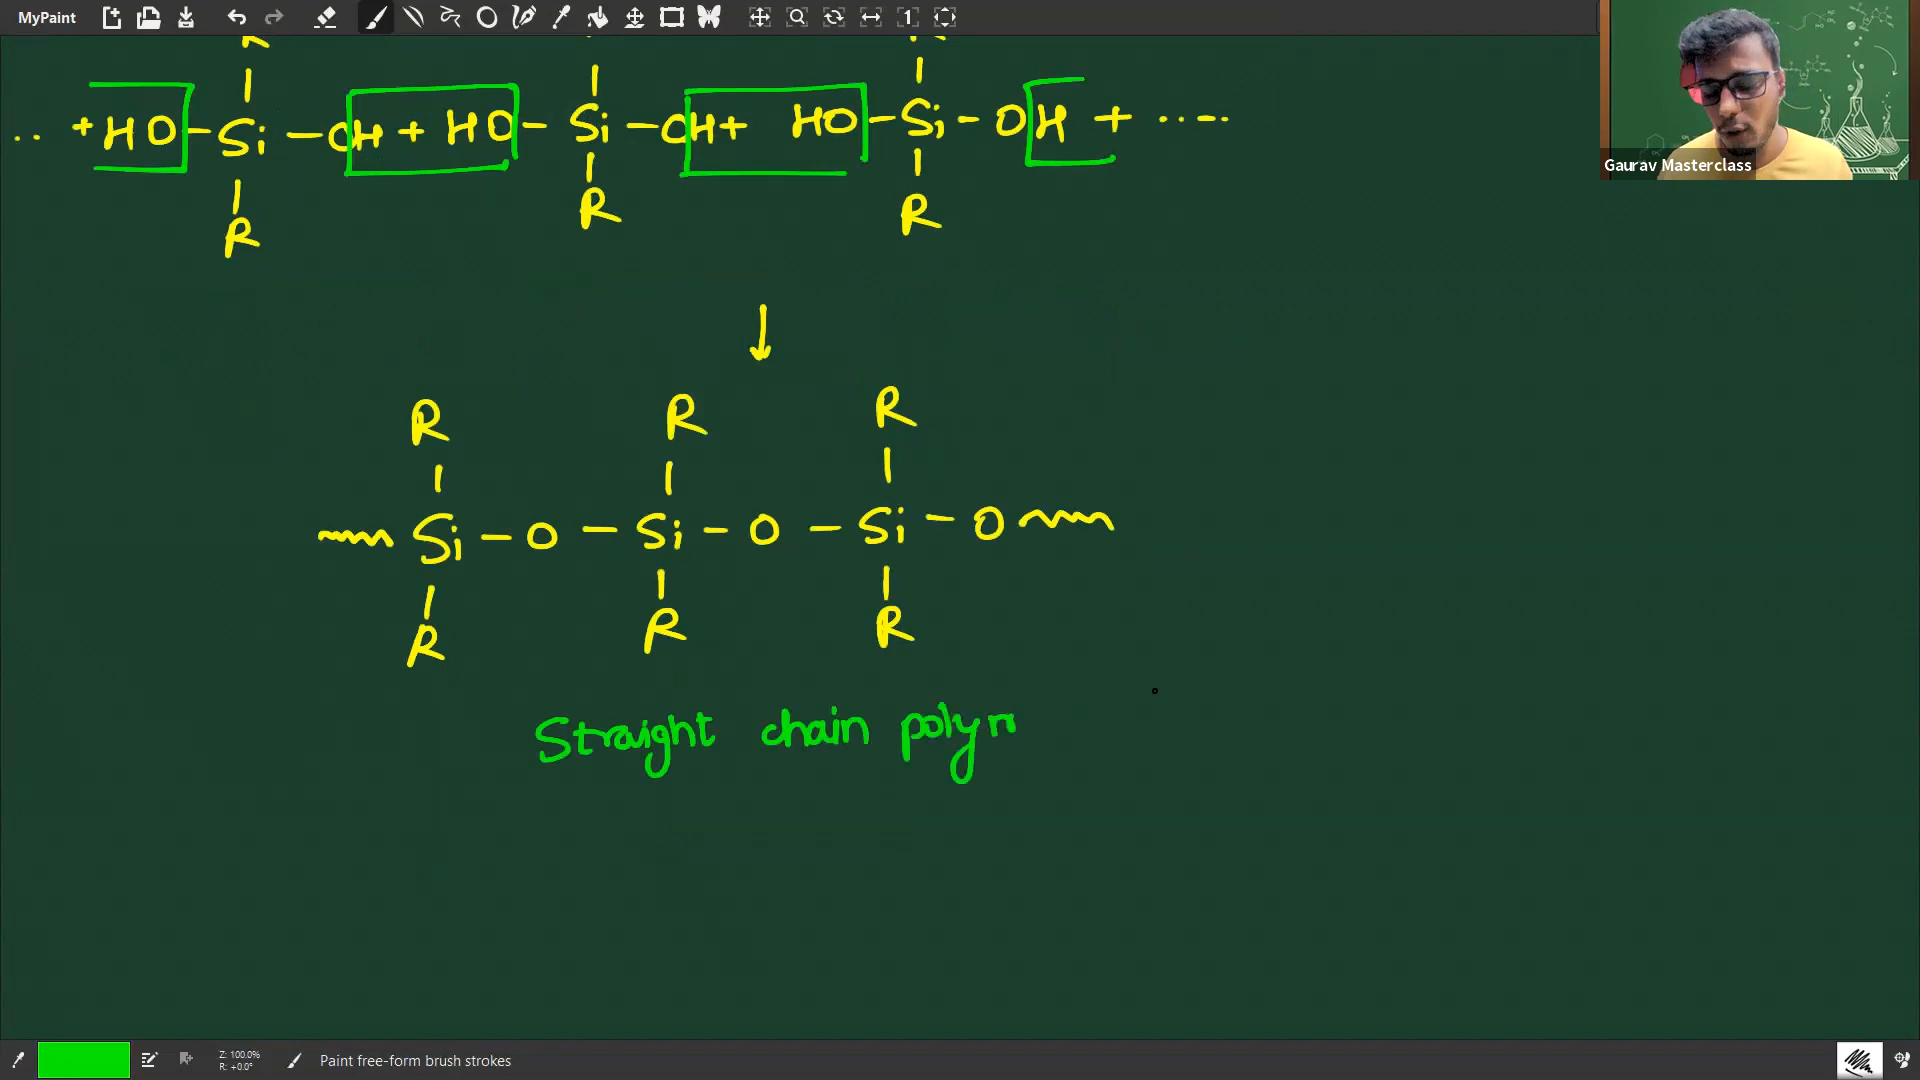 MyPaint
R
.. + HO - Si - OH + HO - Si - OH + HO - Si - OH + ....
R R R
Gaurav Masterclass
R R R
Si - O - Si - O - Si - O
R R R
Straight chain polym
Z: 100.0%
R: +0.0°
Paint free-form brush strokes